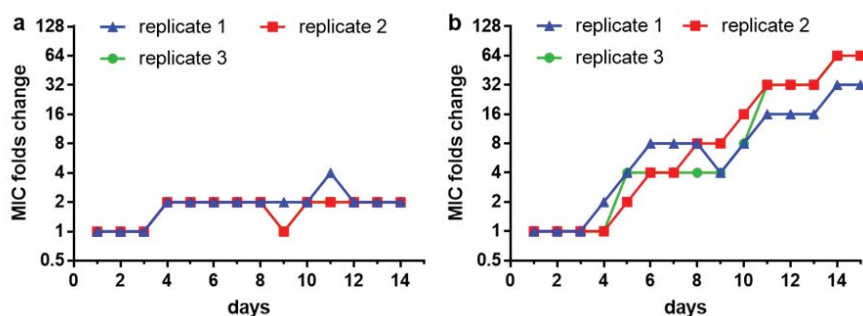 a
replicate 1 replicate 2
replicate 3
MIC folds change
128
64
32
16
8
4
2
1
0.5
0 2 4 6 8 10 12 14
days
b
replicate 1 replicate 2
replicate 3
MIC folds change
128
64
32
16
8
4
2
1
0.5
0 2 4 6 8 10 12 14
days